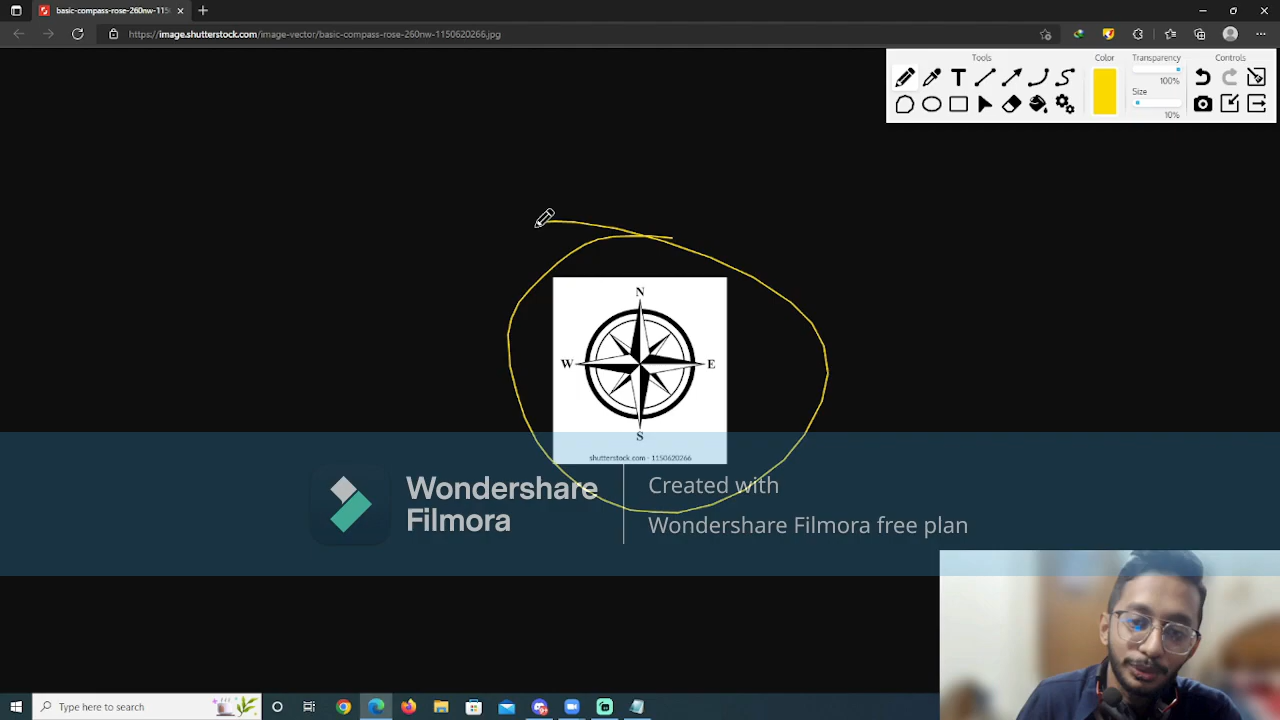 basic-compass-rose-260nw-115
https://image.shutterstock.com/image-vector/basic-compass-rose-260nw-1150620266.jpg
Tools
Color
Transparency
Controls
100%
Size
10%
T
N
W
E
S
shutterstock.com · 1150620266
Wondershare
Filmora
Created with
Wondershare Filmora free plan
Type here to search